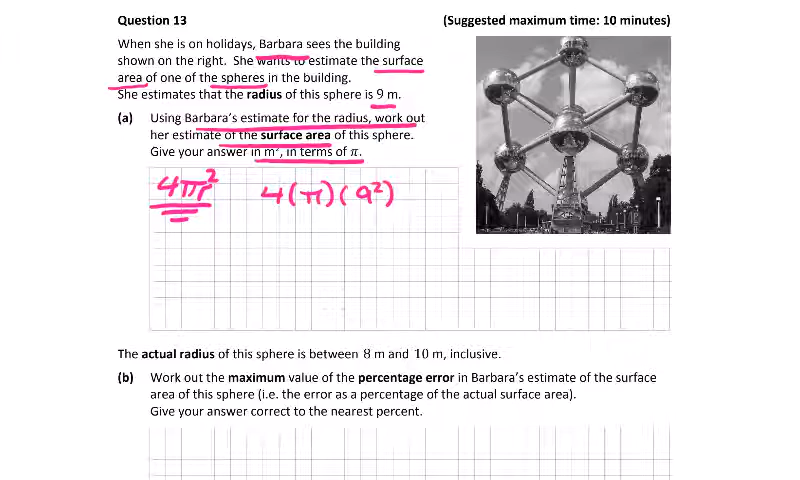 Question 13
(Suggested maximum time: 10 minutes)
When she is on holidays, Barbara sees the building
shown on the right. She wants to estimate the surface
area of one of the spheres in the building.
She estimates that the radius of this sphere is 9 m.
(a) Using Barbara's estimate for the radius, work out
her estimate of the surface area of this sphere.
Give your answer in m², in terms of π.
4πr² 4(π)(9²)
The actual radius of this sphere is between 8 m and 10 m, inclusive.
(b) Work out the maximum value of the percentage error in Barbara's estimate of the surface
area of this sphere (i.e. the error as a percentage of the actual surface area).
Give your answer correct to the nearest percent.